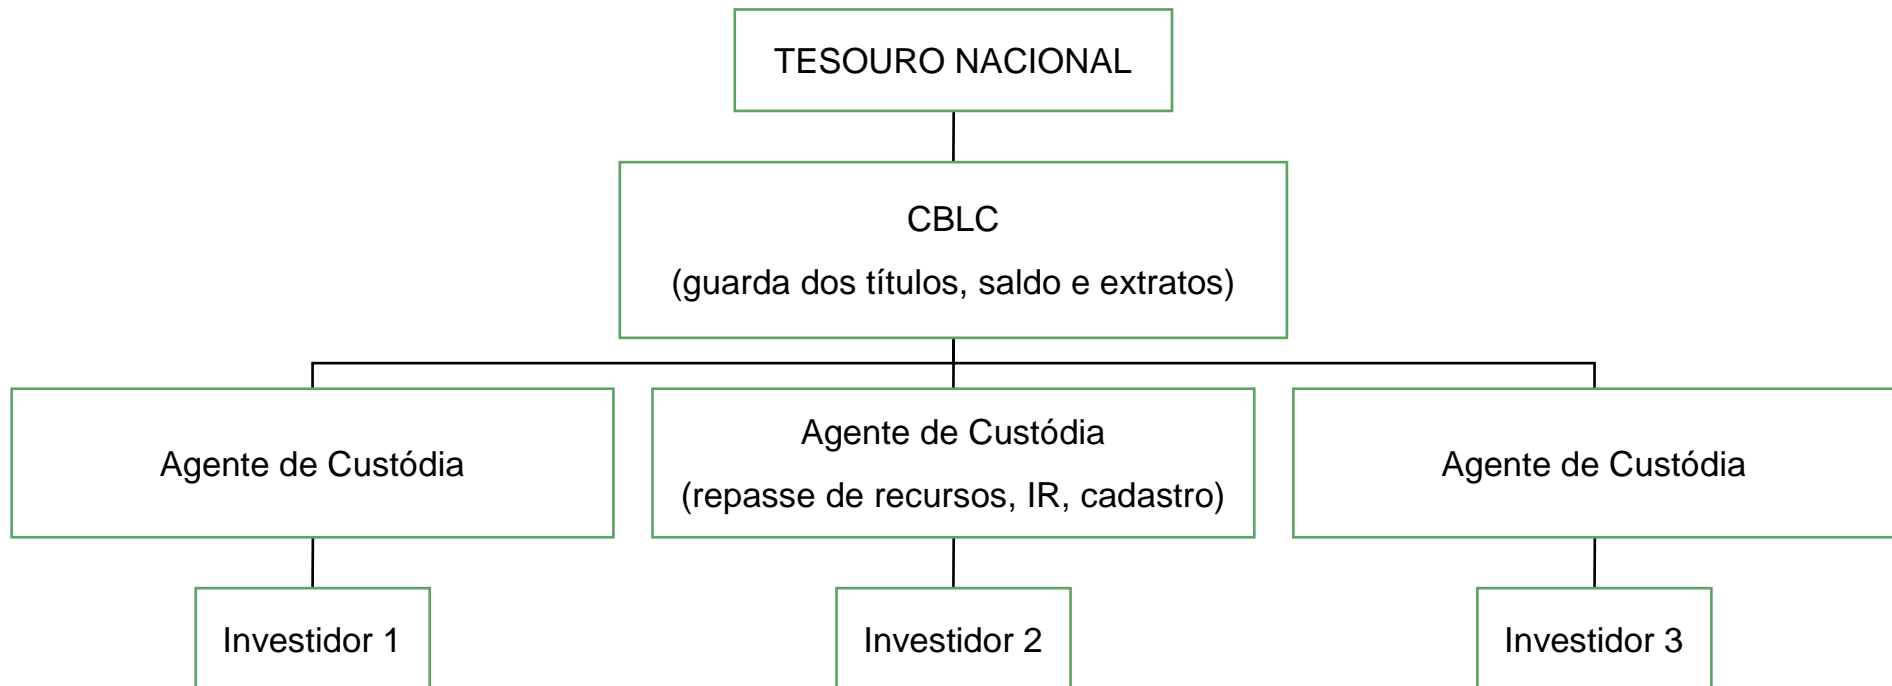 TESOURO NACIONAL
CBLC
(guarda dos títulos, saldo e extratos)
Agente de Custódia
Agente de Custódia
(repasse de recursos, IR, cadastro)
Agente de Custódia
Investidor 1
Investidor 2
Investidor 3